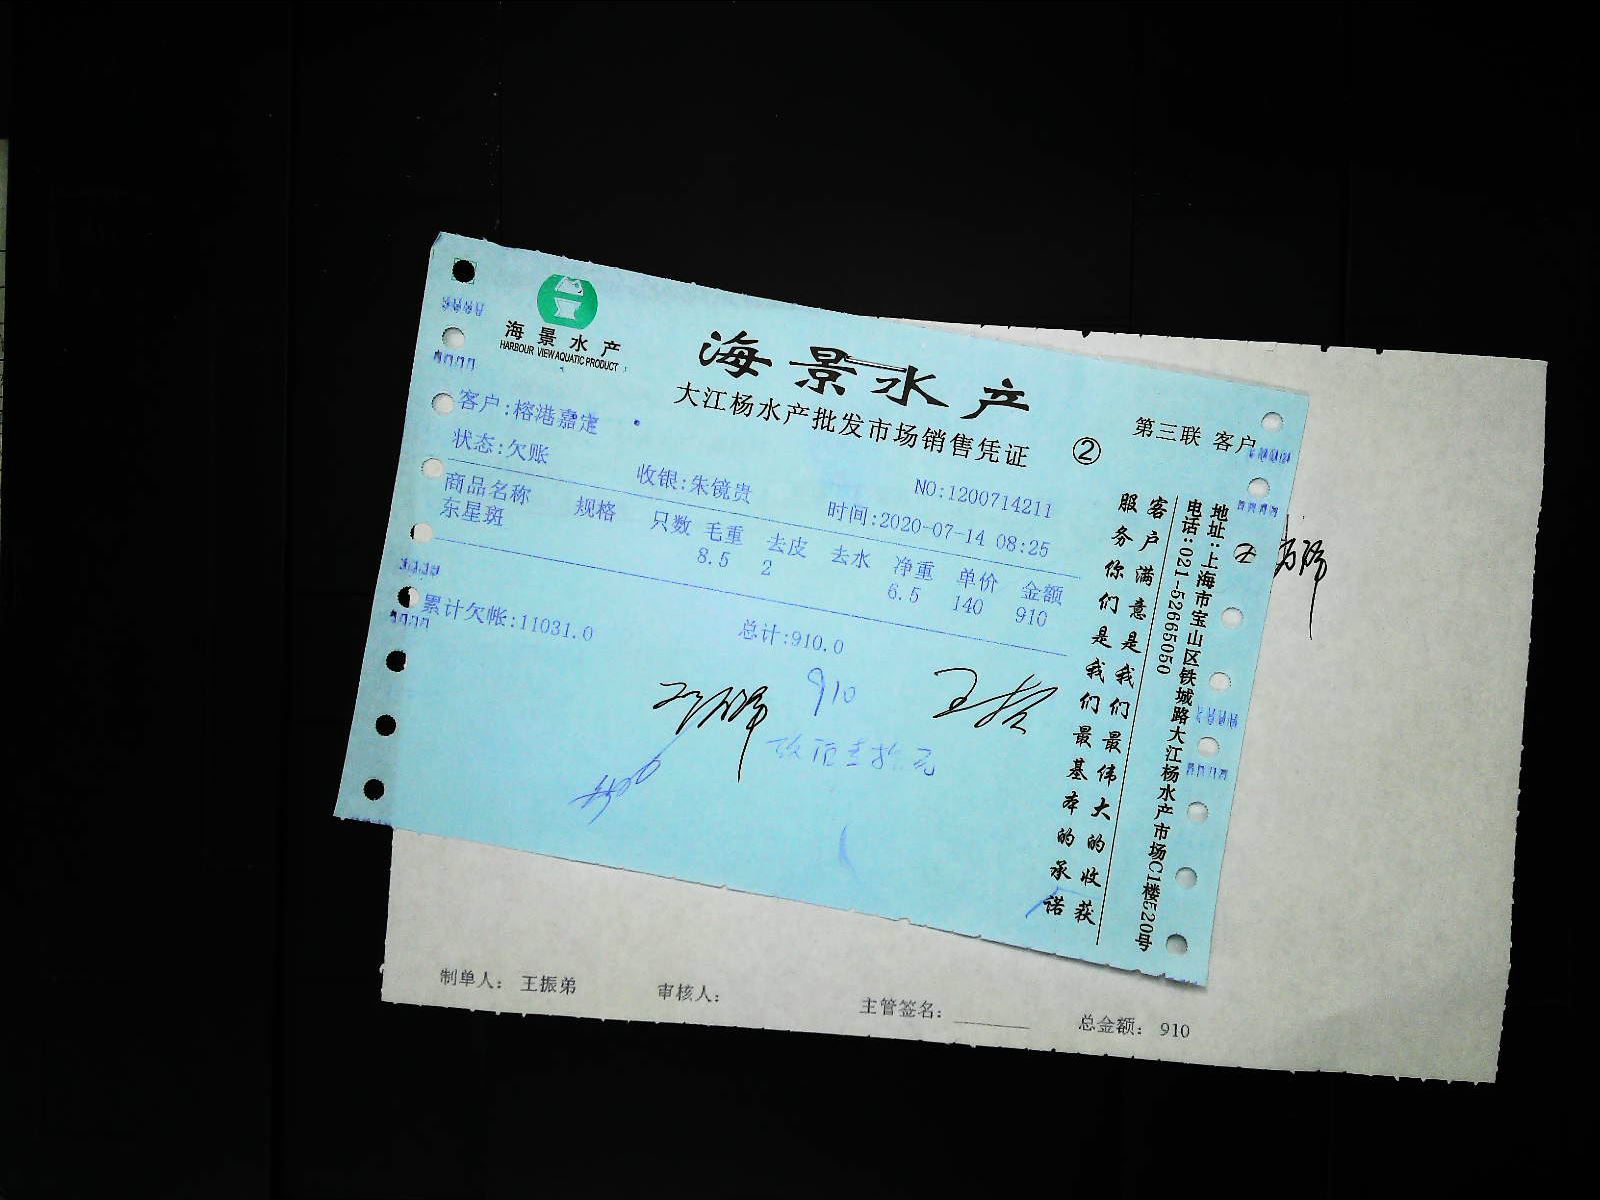 海景水产
HARBOUR VIEW AQUATIC PRODUCT
海景水产
大江杨水产批发市场销售凭证
②
第三联 客户
客户:榕港嘉定
状态:欠账
收银:朱镜贵
NO:1200714211
时间:2020-07-14 08:25
商品名称 规格 只数 毛重 去皮 去水 净重 单价 金额
东星斑 8.5 2 6.5 140 910
累计欠帐:11031.0 总计:910.0
910
客户满意是我们最伟大的收获
服务你们是我们最基本的承诺
地址:上海市宝山区铁城路大江杨水产市场C1楼520号
电话:021-52665050
制单人: 王振弟 审核人: 主管签名: 总金额: 910